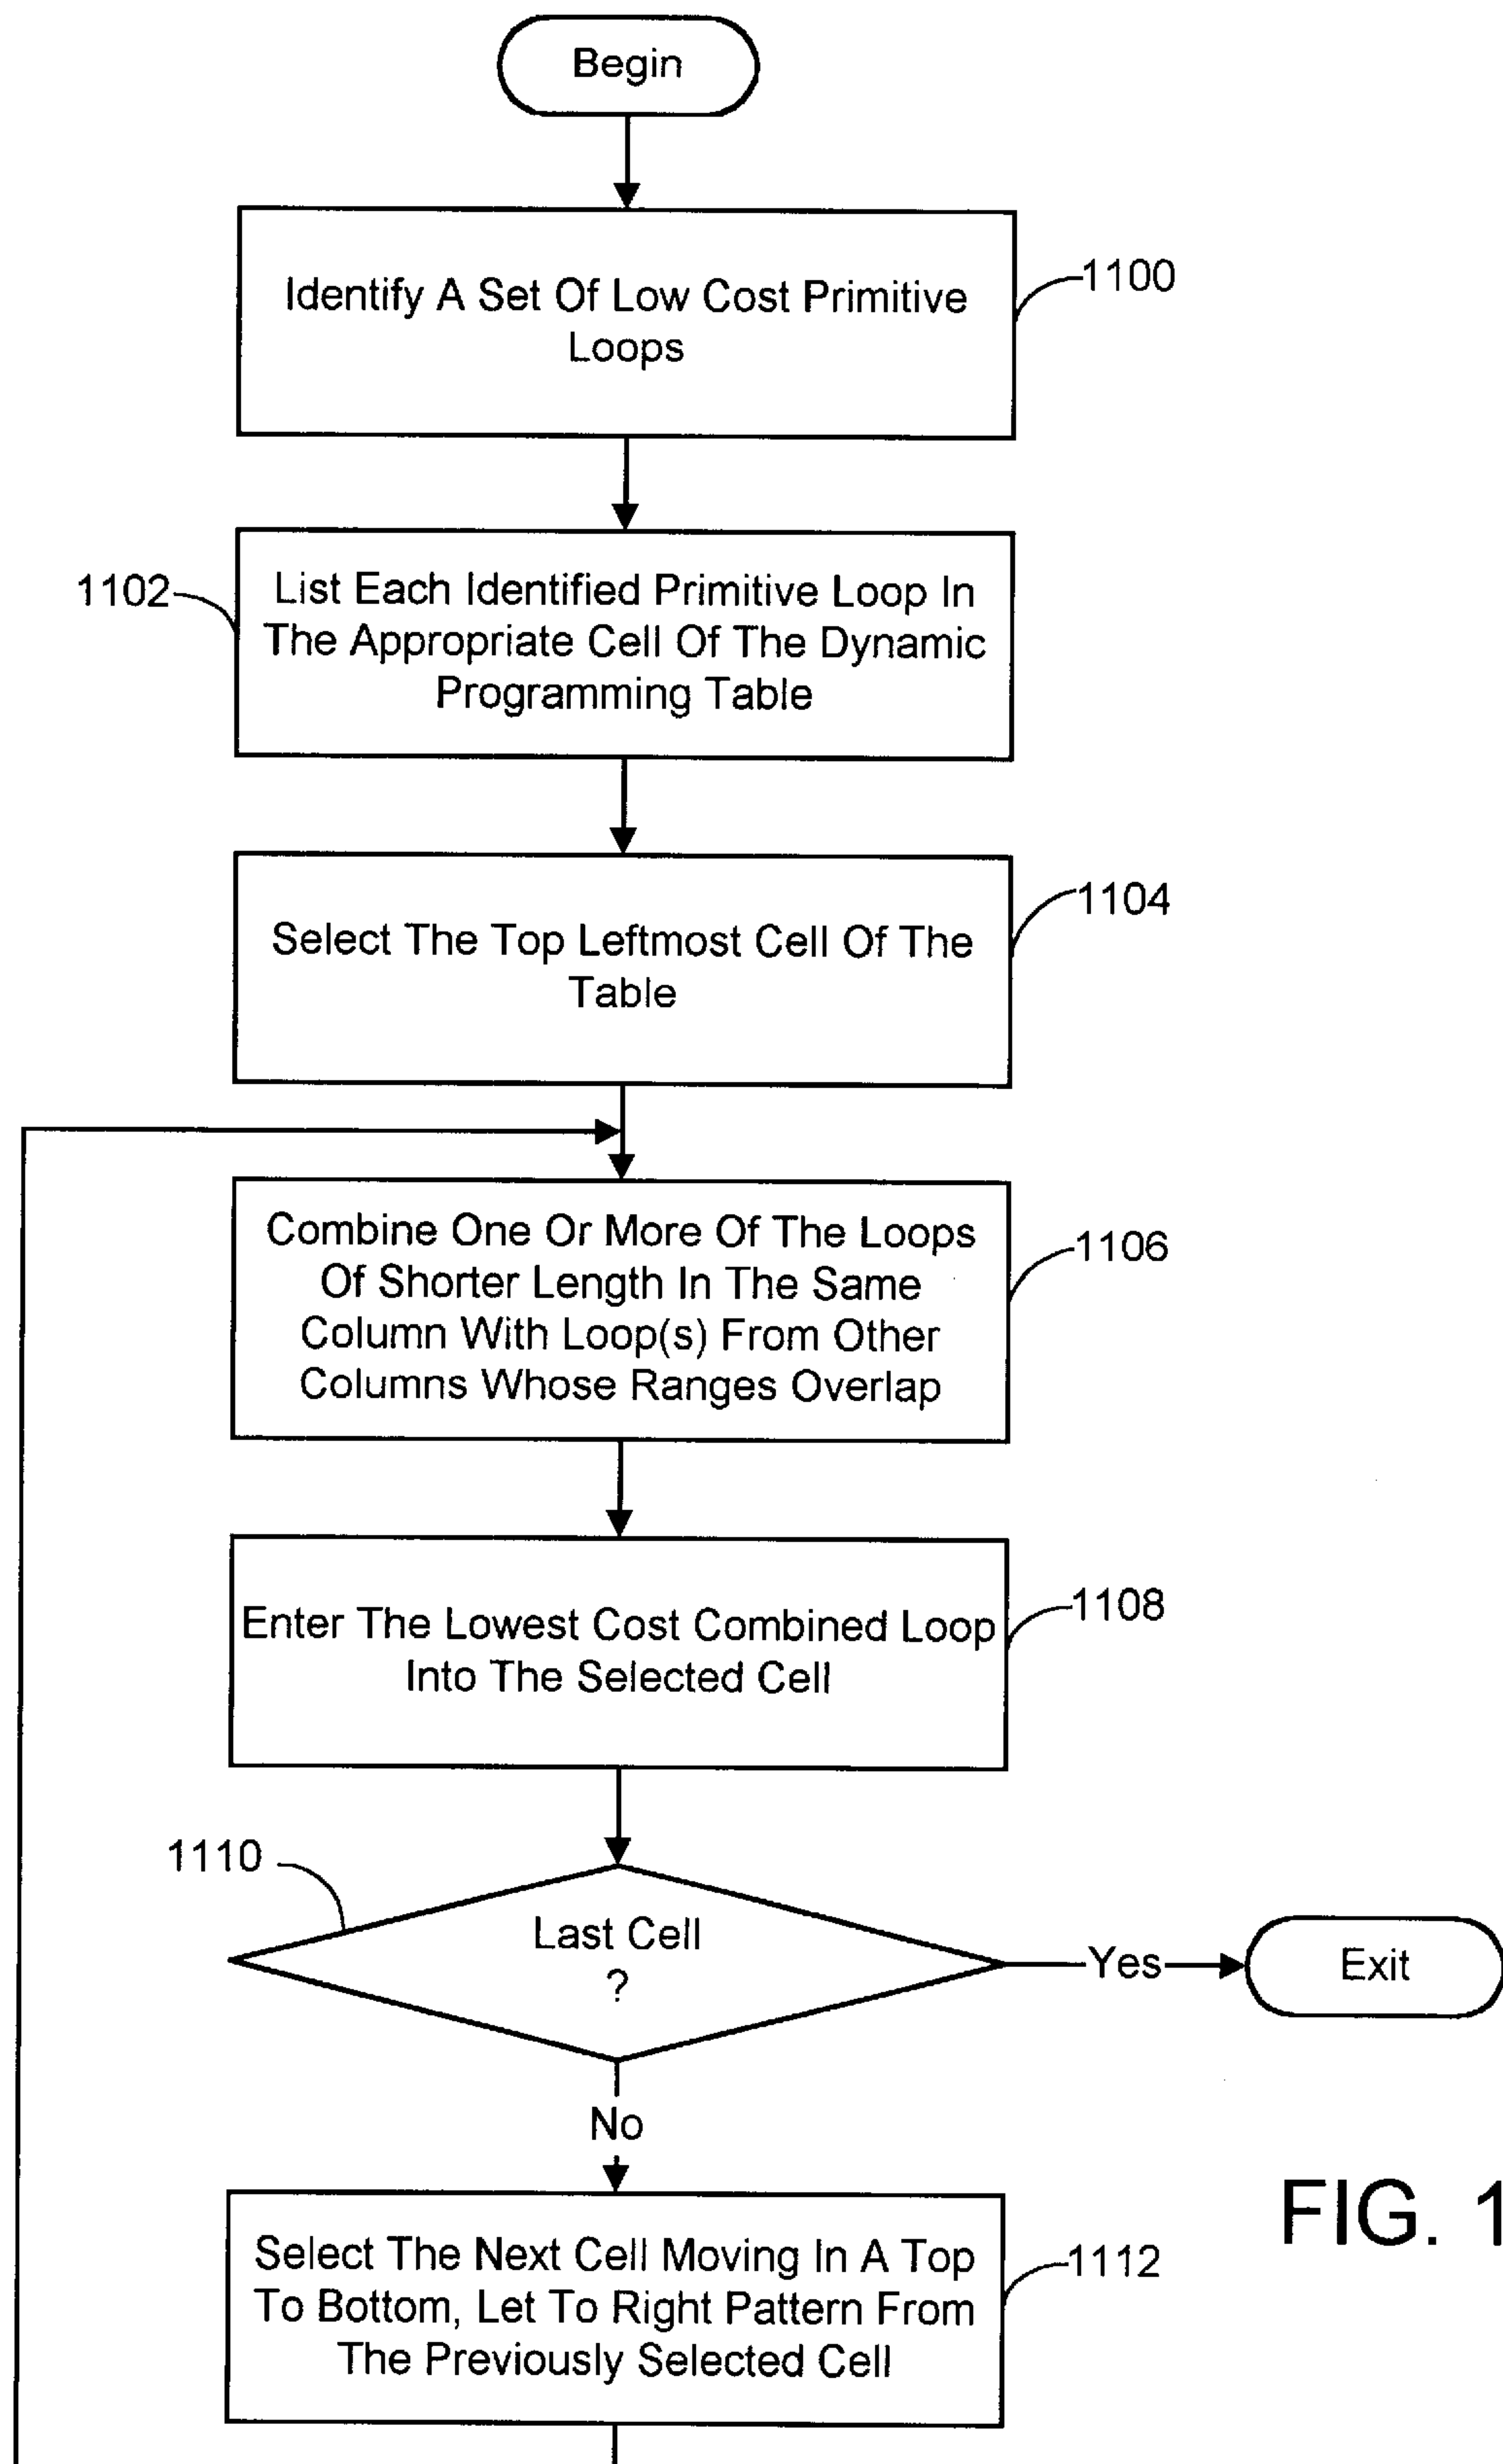 Begin
Identify A Set Of Low Cost Primitive
Loops
1100
1102
List Each Identified Primitive Loop In
The Appropriate Cell Of The Dynamic
Programming Table
1104
Select The Top Leftmost Cell Of The
Table
Combine One Or More Of The Loops
Of Shorter Length In The Same
Column With Loop(s) From Other
Columns Whose Ranges Overlap
1106
Enter The Lowest Cost Combined Loop
Into The Selected Cell
1108
1110
Last Cell
?
Yes
Exit
No
FIG. 1
Select The Next Cell Moving In A Top
To Bottom, Let To Right Pattern From
The Previously Selected Cell
1112